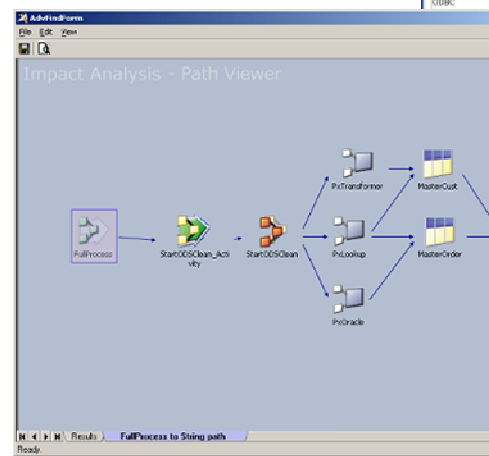 ODBC
AdvFindForm
File Edit View
Impact Analysis - Path Viewer
PxTransformer
MasterCust
FullProcess
StartODSClean_Acti
vity
StartODSClean
PxLookup
MasterOrder
PxOracle
Results
FullProcess to String path
Ready.